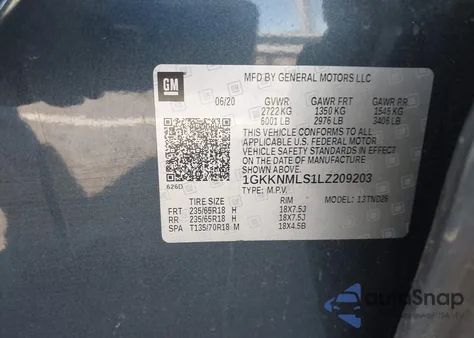 GM
MFD BY GENERAL MOTORS LLC
06/20 GVWR GAWR FRT GAWR RR
2722 KG 1350 KG 1545 KG
6001 LB 2976 LB 3406 LB
THIS VEHICLE CONFORMS TO ALL
APPLICABLE U.S. FEDERAL MOTOR
VEHICLE SAFETY STANDARDS IN EFFECT
ON THE DATE OF MANUFACTURE
SHOWN ABOVE.
626D
1GKKNMLS1LZ209203
TYPE: M.P.V. MODEL: 13TND26
TIRE SIZE RIM
FRT 235/65R18 H 18X7.5J
RR 235/65R18 H 18X7.5J
SPA T135/70R18 M 18X4.5B
AutoSnap